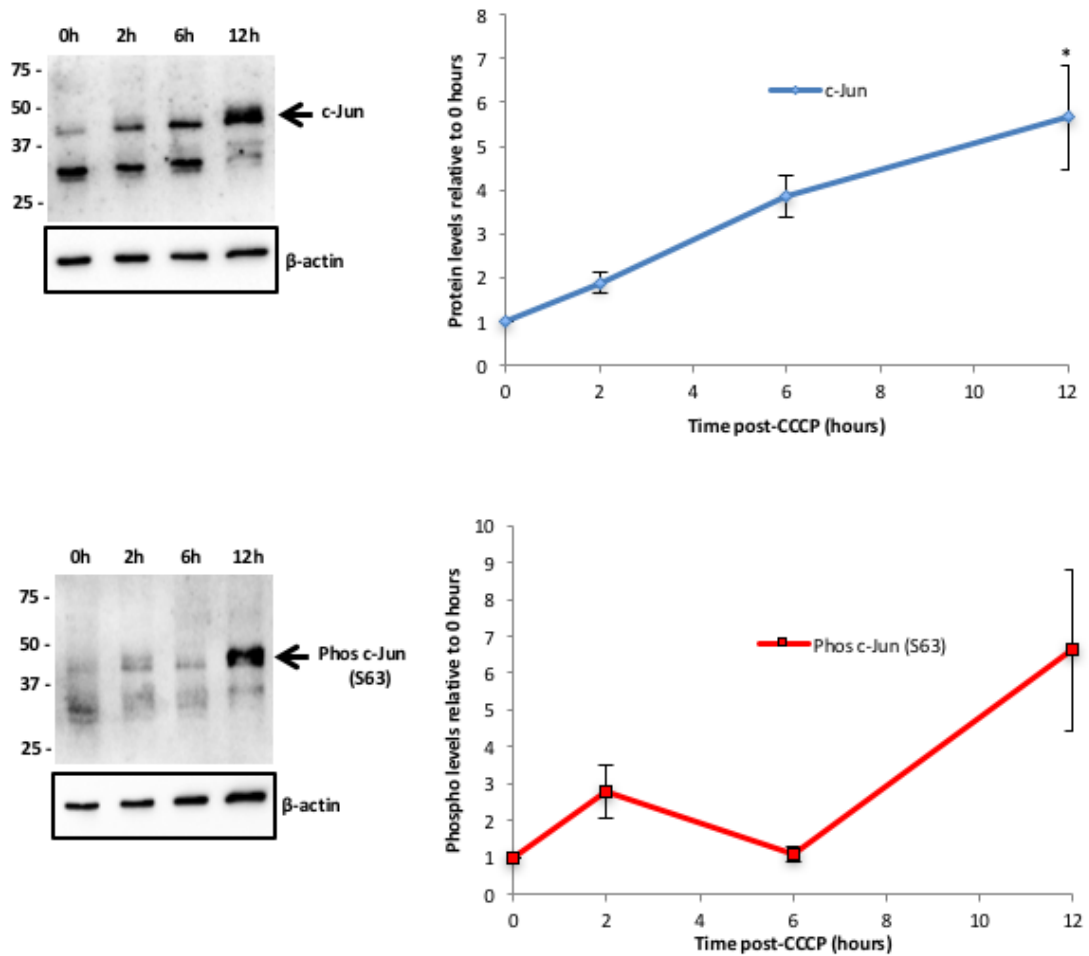 0h 2h 6h 12h
75 -
50 -
37 -
25 -
c-Jun
β-actin
8
7
6
5
4
3
2
1
0
Protein levels relative to 0 hours
c-Jun
*
0 2 4 6 8 10 12
Time post-CCCP (hours)
0h 2h 6h 12h
75 -
50 -
37 -
25 -
Phos c-Jun
(S63)
β-actin
10
9
8
7
6
5
4
3
2
1
0
Phospho levels relative to 0 hours
Phos c-Jun (S63)
0 2 4 6 8 10 12
Time post-CCCP (hours)